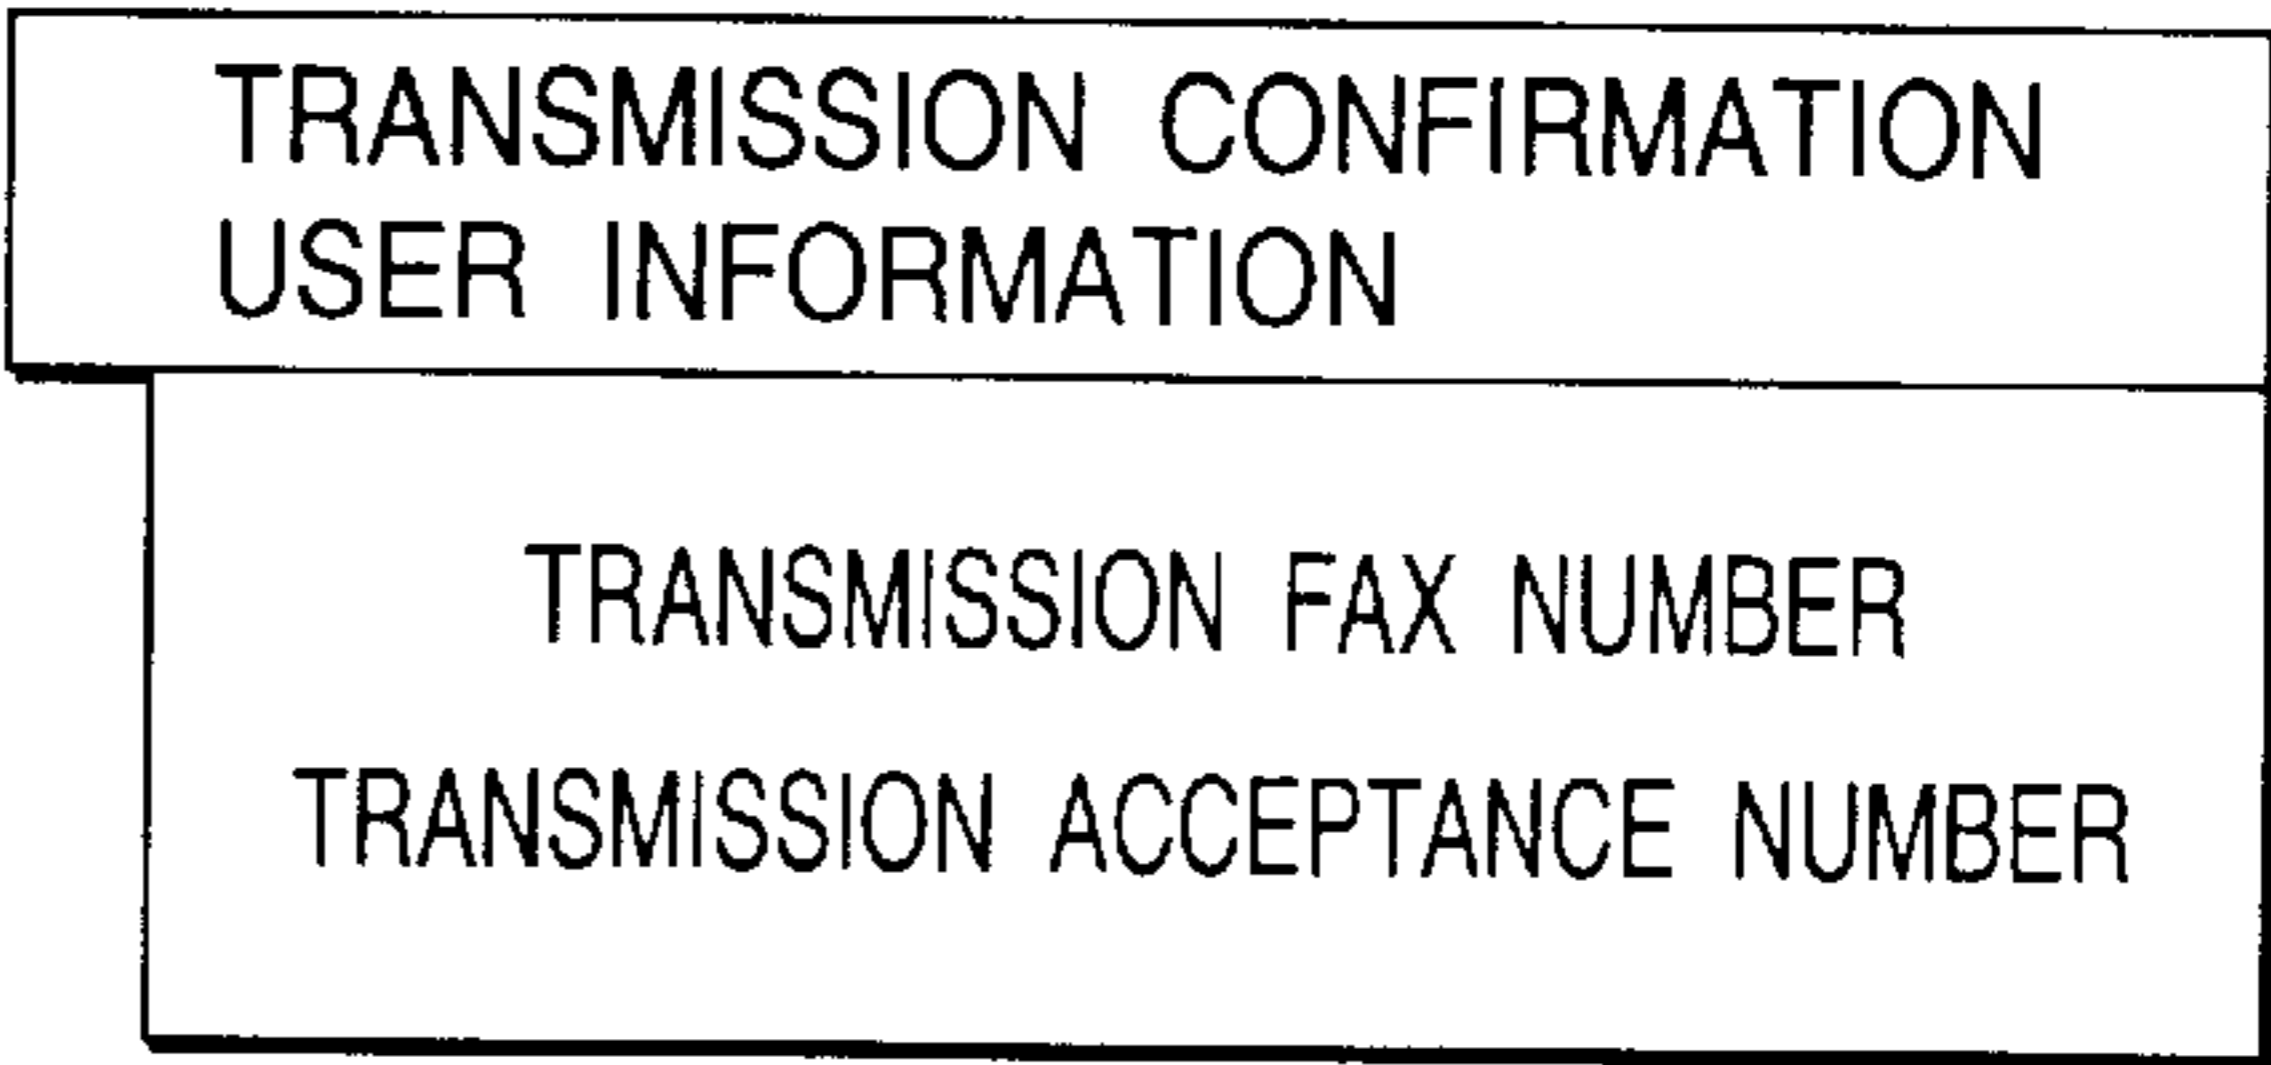 TRANSMISSION CONFIRMATION
USER INFORMATION
TRANSMISSION FAX NUMBER
TRANSMISSION ACCEPTANCE NUMBER